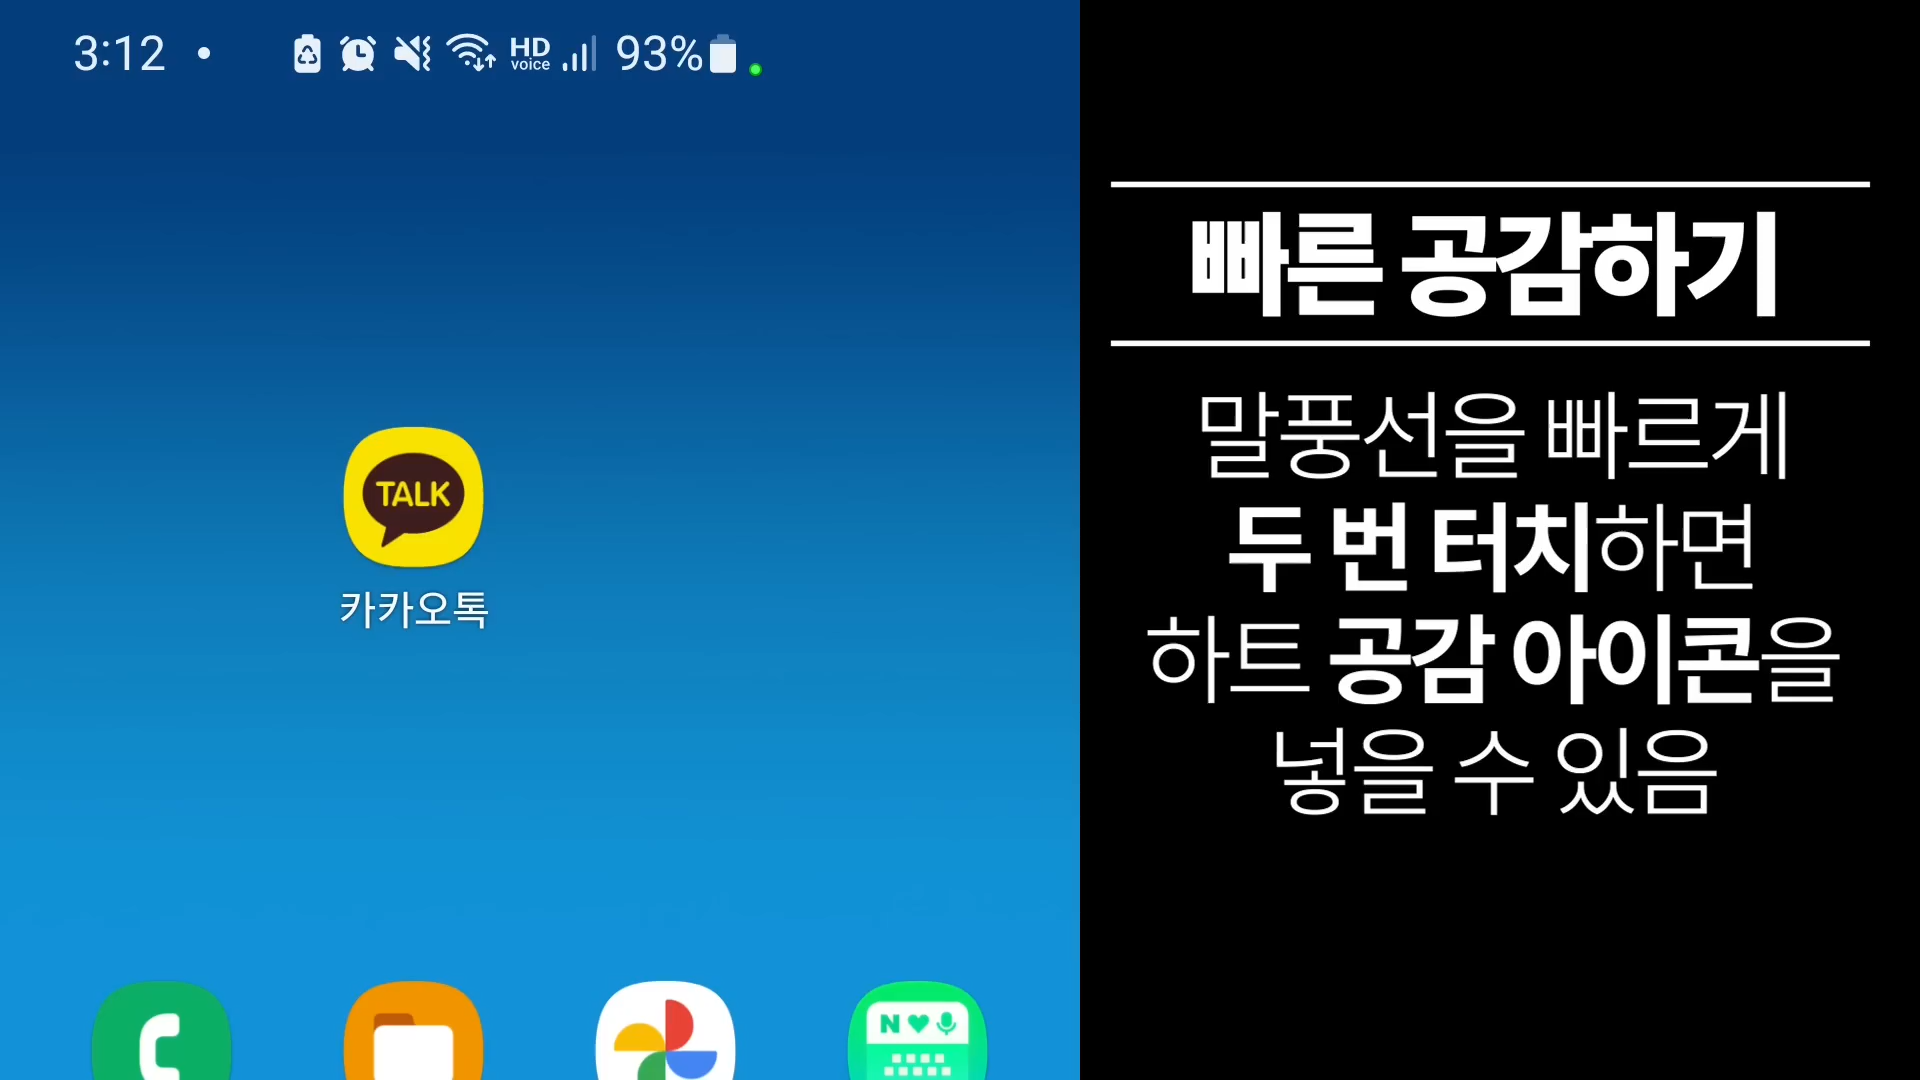 3:12
HD
voice
93%
TALK
카카오톡
N
빠른 공감하기
말풍선을 빠르게
두 번 터치하면
하트 공감 아이콘을
넣을 수 있음